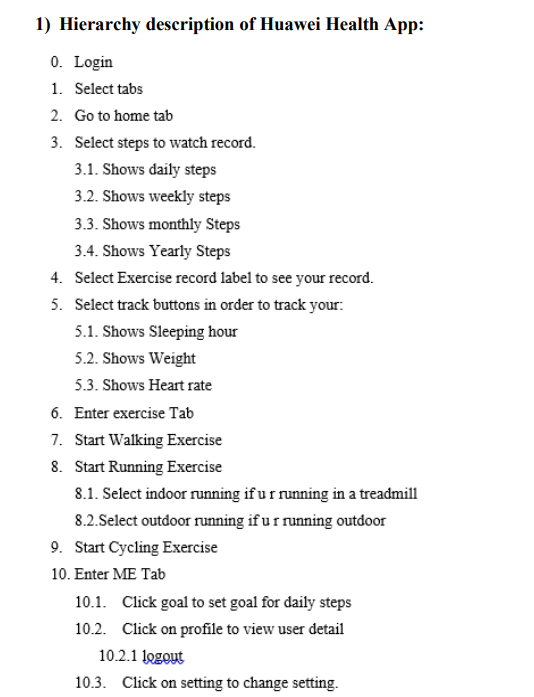 1) Hierarchy description of Huawei Health App:
0. Login
1. Select tabs
2. Go to home tab
3. Select steps to watch record.
3.1. Shows daily steps
3.2. Shows weekly steps
3.3. Shows monthly Steps
3.4. Shows Yearly Steps
4. Select Exercise record label to see your record.
5. Select track buttons in order to track your:
5.1. Shows Sleeping hour
5.2. Shows Weight
5.3. Shows Heart rate
6. Enter exercise Tab
7. Start Walking Exercise
8. Start Running Exercise
8.1. Select indoor running if u r running in a treadmill
8.2.Select outdoor running if u r running outdoor
9. Start Cycling Exercise
10. Enter ME Tab
10.1. Click goal to set goal for daily steps
10.2. Click on profile to view user detail
10.2.1 logout
10.3. Click on setting to change setting.